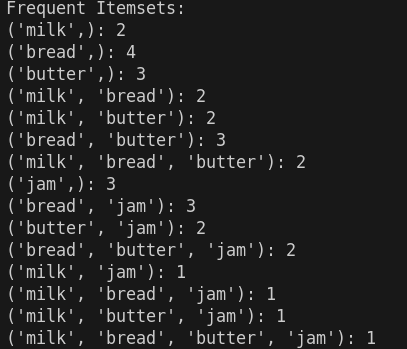 Frequent Itemsets:
('milk',): 2
('bread',): 4
('butter',): 3
('milk', 'bread'): 2
('milk', 'butter'): 2
('bread', 'butter'): 3
('milk', 'bread', 'butter'): 2
('jam',): 3
('bread', 'jam'): 3
('butter', 'jam'): 2
('bread', 'butter', 'jam'): 2
('milk', 'jam'): 1
('milk', 'bread', 'jam'): 1
('milk', 'butter', 'jam'): 1
('milk', 'bread', 'butter', 'jam'): 1